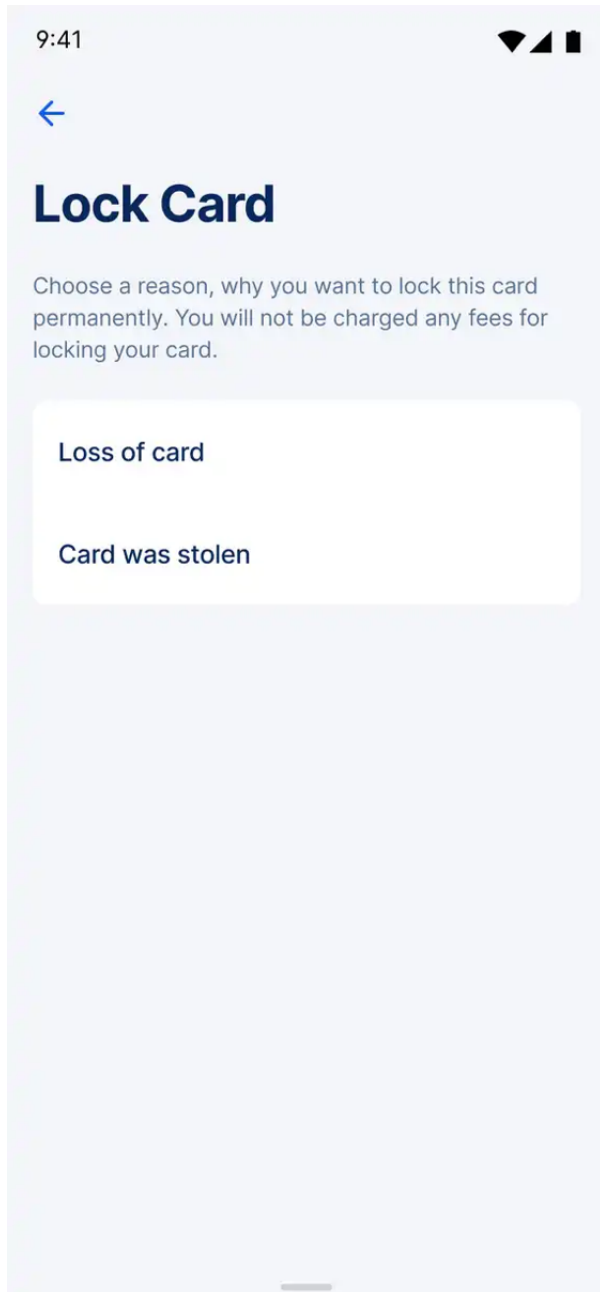 9:41
Lock Card
Choose a reason, why you want to lock this card
permanently. You will not be charged any fees for
locking your card.
Loss of card
Card was stolen